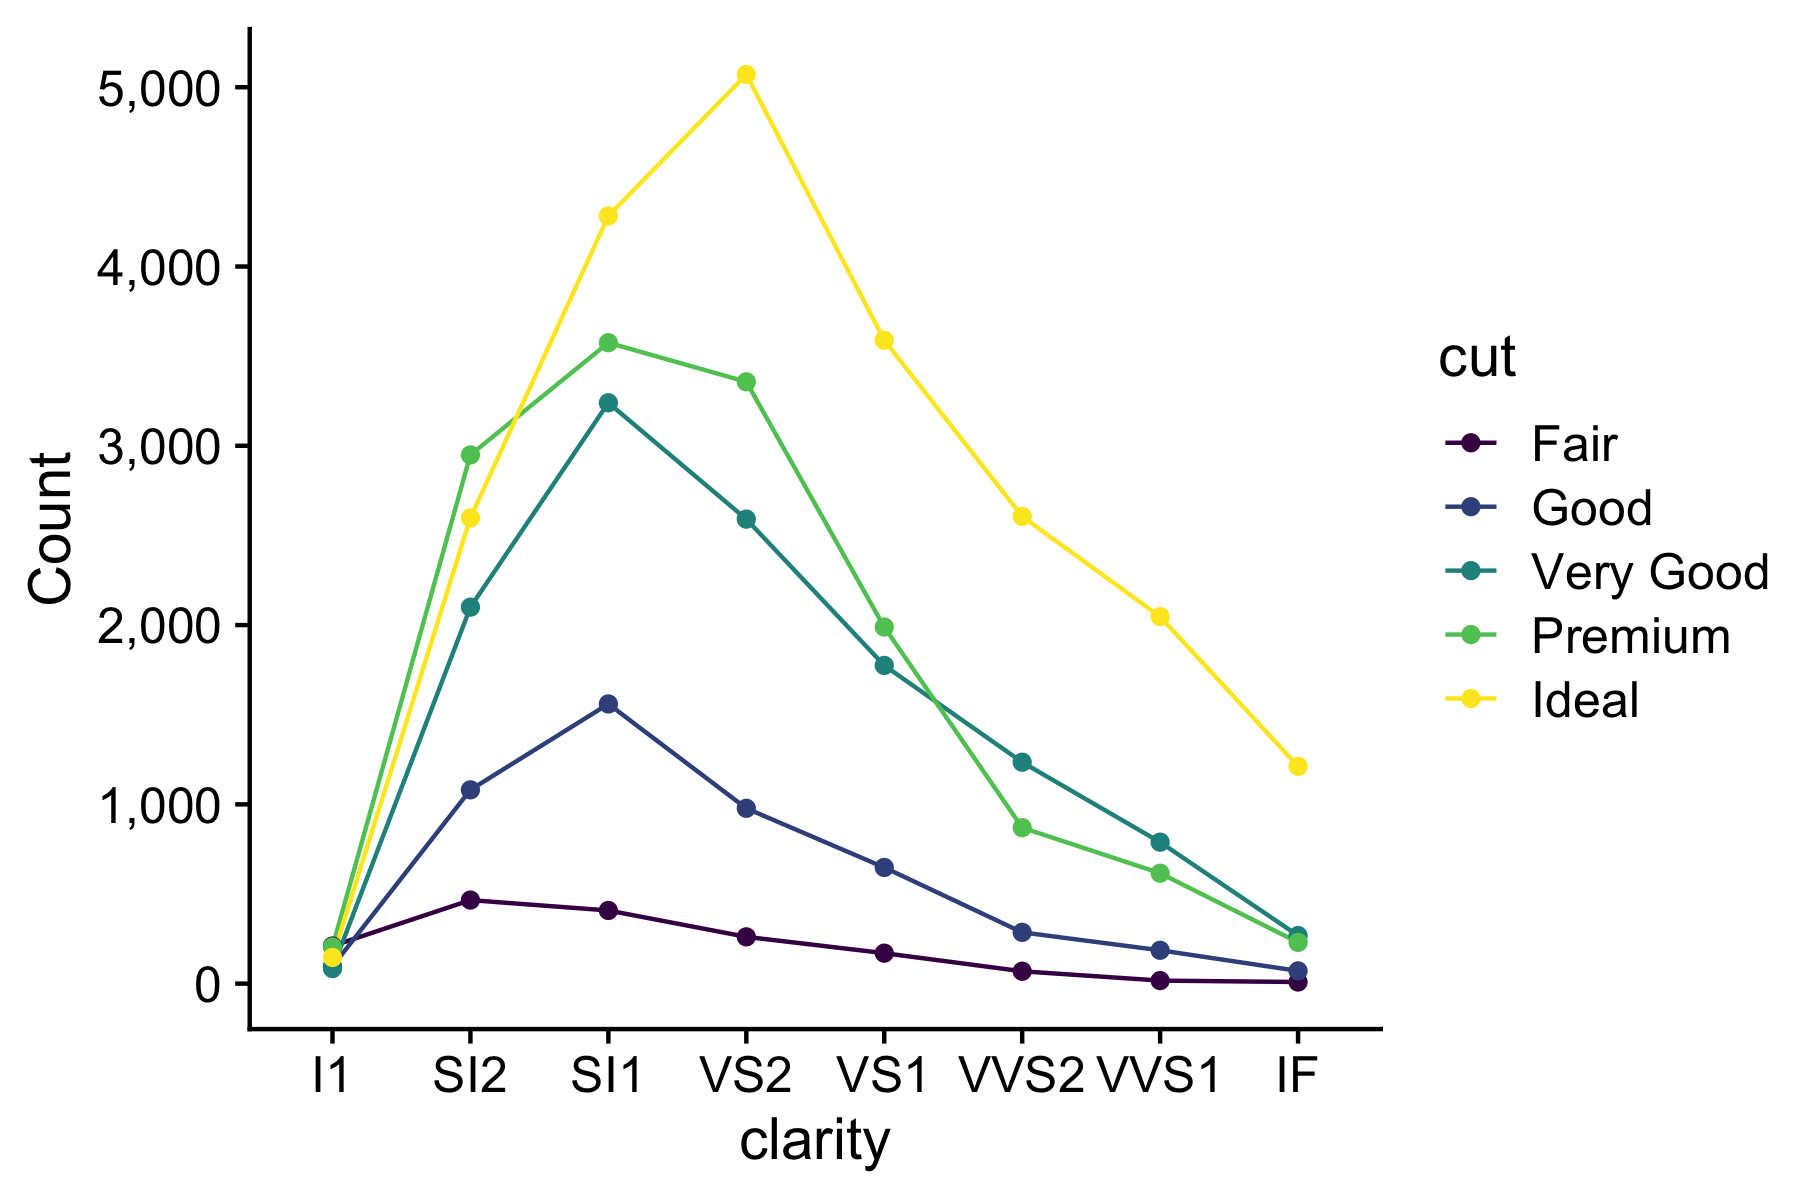 5,000
4,000
3,000
2,000
1,000
0
Count
I1 SI2 SI1 VS2 VS1 VVS2 VVS1 IF
clarity
cut
Fair
Good
Very Good
Premium
Ideal